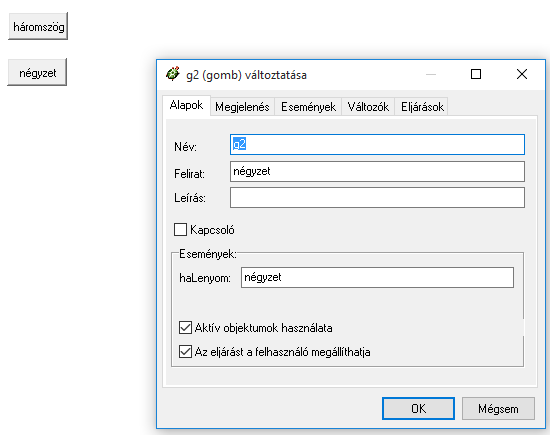 háromszög
négyzet
g2 (gomb) változtatása
Alapok Megjelenés Események Változók Eljárások
Név: g2
Felirat: négyzet
Leírás:
Kapcsoló
Események:
haLenyom: négyzet
Aktív objektumok használata
Az eljárást a felhasználó megállíthatja
OK Mégsem